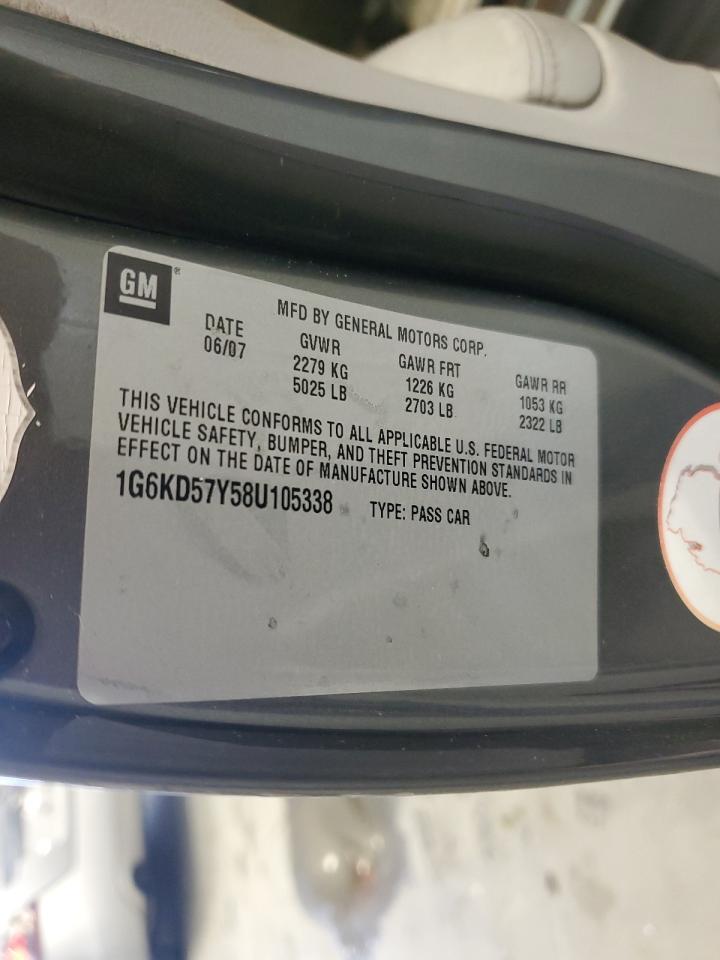 GM®
MFD BY GENERAL MOTORS CORP.
DATE GVWR GAWR FRT GAWR RR
06/07 2279 KG 1226 KG 1053 KG
5025 LB 2703 LB 2322 LB
THIS VEHICLE CONFORMS TO ALL APPLICABLE U.S. FEDERAL MOTOR
VEHICLE SAFETY, BUMPER, AND THEFT PREVENTION STANDARDS IN
EFFECT ON THE DATE OF MANUFACTURE SHOWN ABOVE.
1G6KD57Y58U105338 TYPE: PASS CAR